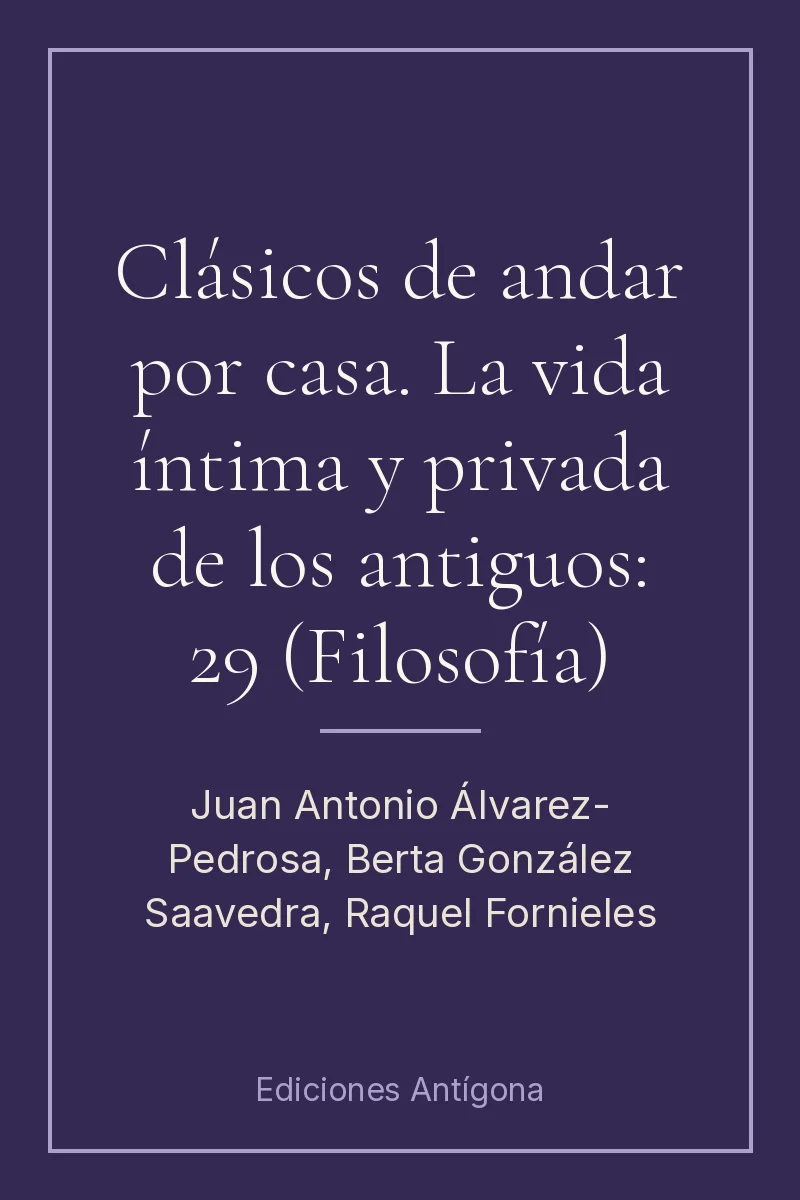 Clásicos de andar
por casa. La vida
íntima y privada
de los antiguos:
29 (Filosofía)
Juan Antonio Álvarez-
Pedrosa, Berta González
Saavedra, Raquel Fornieles
Ediciones Antígona